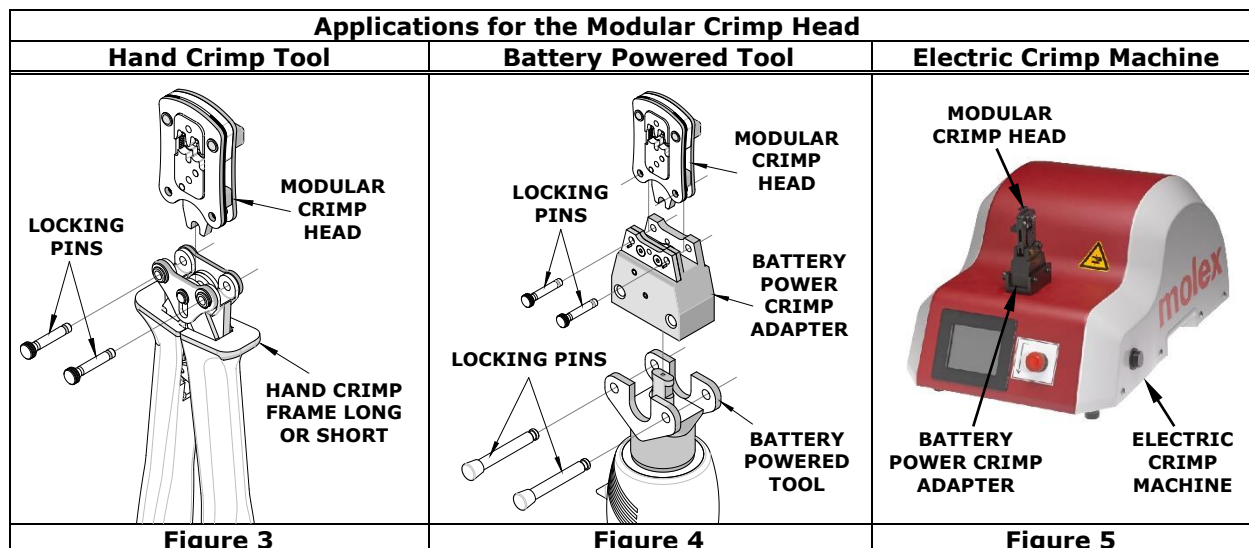 Applications for the Modular Crimp Head
Hand Crimp Tool
Battery Powered Tool
Electric Crimp Machine
MODULAR
CRIMP
HEAD
LOCKING
PINS
HAND CRIMP
FRAME LONG
OR SHORT
MODULAR
CRIMP
HEAD
LOCKING
PINS
BATTERY
POWER
CRIMP
ADAPTER
LOCKING PINS
BATTERY
POWERED
TOOL
MODULAR
CRIMP HEAD
molex
BATTERY
POWER CRIMP
ADAPTER
ELECTRIC
CRIMP
MACHINE
Figure 3
Figure 4
Figure 5